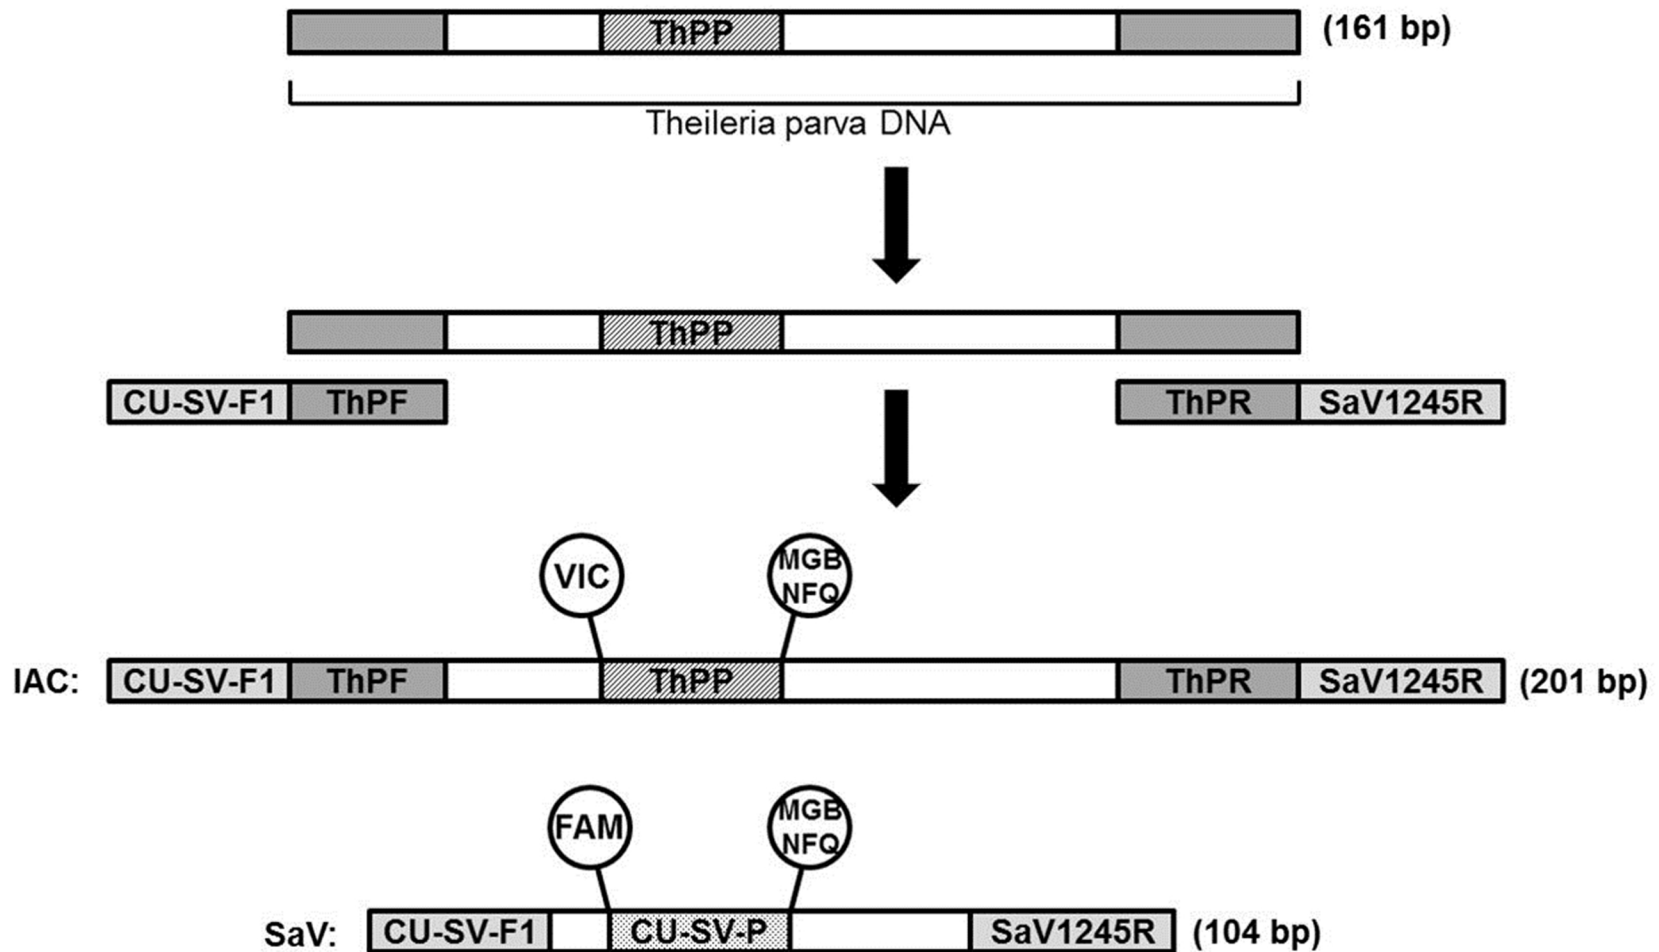 ThPP (161 bp)
Theileria parva DNA
ThPP
CU-SV-F1 ThPF ThPR SaV1245R
VIC MGB NFQ
IAC: CU-SV-F1 ThPF ThPP ThPR SaV1245R (201 bp)
FAM MGB NFQ
SaV: CU-SV-F1 CU-SV-P SaV1245R (104 bp)